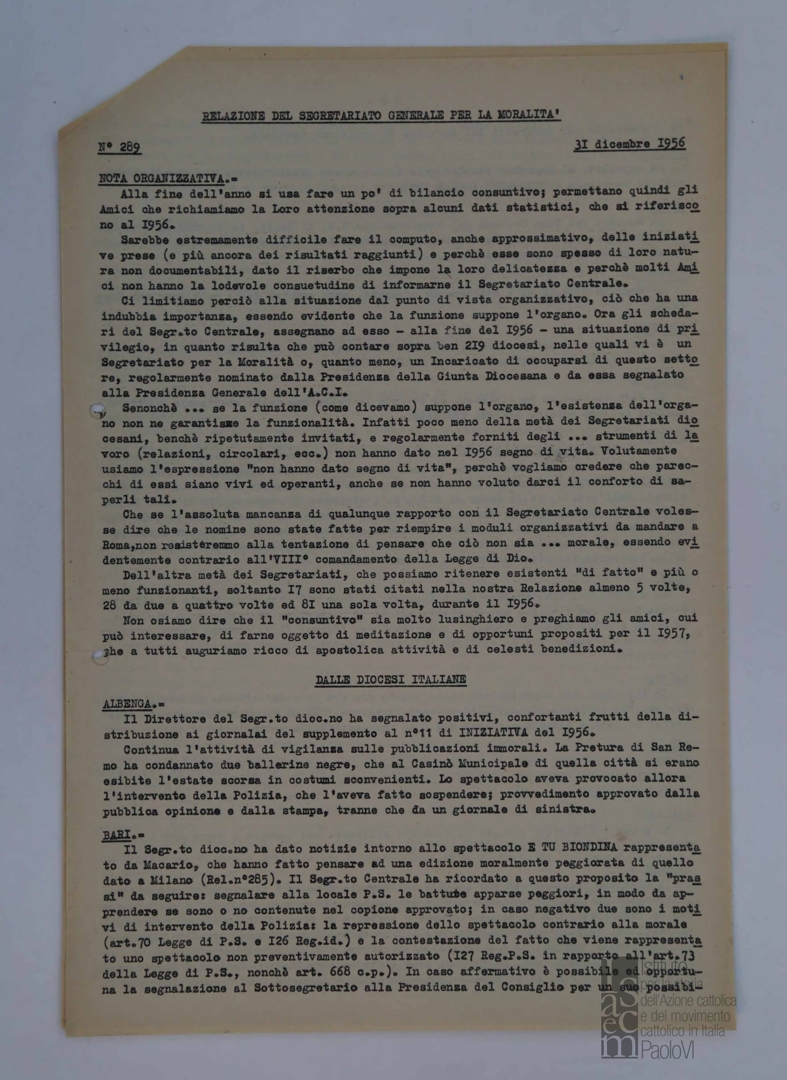 RELAZIONE DEL SEGRETARIATO GENERALE PER LA MORALITA'
N° 289
3I dicembre I956
NOTA ORGANIZZATIVA.=
Alla fine dell'anno si usa fare un po' di bilancio consuntivo; permettano quindi gli
Amici che richiamiamo la Loro attenzione sopra alcuni dati statistici, che si riferisco
no al I956.
Sarebbe estremamente difficile fare il computo, anche approssimativo, delle iniziati
ve prese (e più ancora dei risultati raggiunti) e perchè esse sono spesso di loro natu-
ra non documentabili, dato il riserbo che impone la loro delicatezza e perchè molti Ami
ci non hanno la lodevole consuetudine di informarne il Segretariato Centrale.
Ci limitiamo perciò alla situazione dal punto di vista organizzativo, ciò che ha una
indubbia importanza, essendo evidente che la funzione suppone l'organo. Ora gli scheda-
ri del Segr.to Centrale, assegnano ad esso - alla fine del I956 - una situazione di pri
vilegio, in quanto risulta che può contare sopra ben 2I9 diocesi, nelle quali vi è un
Segretariato per la Moralità o, quanto meno, un Incaricato di occuparsi di questo setto
re, regolarmente nominato dalla Presidenza della Giunta Diocesana e da essa segnalato
alla Presidenza Generale dell'A.C.I.
Senonchè ... se la funzione (come dicevamo) suppone l'organo, l'esistenza dell'orga-
no non ne garantisse la funzionalità. Infatti poco meno della metà dei Segretariati dio
cesani, benchè ripetutamente invitati, e regolarmente forniti degli ... strumenti di la
voro (relazioni, circolari, ecc.) non hanno dato nel I956 segno di vita. Volutamente
usiamo l'espressione "non hanno dato segno di vita", perchè vogliamo credere che parec-
chi di essi siano vivi ed operanti, anche se non hanno voluto darci il conforto di sa-
perli tali.
Che se l'assoluta mancanza di qualunque rapporto con il Segretariato Centrale voles-
se dire che le nomine sono state fatte per riempire i moduli organizzativi da mandare a
Roma,non resisteremmo alla tentazione di pensare che ciò non sia ... morale, essendo evi
dentemente contrario all'VIII° comandamento della Legge di Dio.
Dell'altra metà dei Segretariati, che possiamo ritenere esistenti "di fatto" e più o
meno funzionanti, soltanto I7 sono stati citati nella nostra Relazione almeno 5 volte,
28 da due a quattro volte ed 8I una sola volta, durante il I956.
Non osiamo dire che il "consuntivo" sia molto lusinghiero e preghiamo gli amici, cui
può interessare, di farne oggetto di meditazione e di opportuni propositi per il I957,
che a tutti auguriamo ricco di apostolica attività e di celesti benedizioni.
DALLE DIOCESI ITALIANE
ALBENGA.=
Il Direttore del Segr.to dioc.no ha segnalato positivi, confortanti frutti della di-
stribuzione ai giornalai del supplemento al n°11 di INIZIATIVA del I956.
Continua l'attività di vigilanza sulle pubblicazioni immorali. La Pretura di San Re-
mo ha condannato due ballerine negre, che al Casinò Municipale di quella città si erano
esibite l'estate scorsa in costumi sconvenienti. Lo spettacolo aveva provocato allora
l'intervento della Polizia, che l'aveva fatto sospendere; provvedimento approvato dalla
pubblica opinione e dalla stampa, tranne che da un giornale di sinistra.
BARI.=
Il Segr.to dioc.no ha dato notizie intorno allo spettacolo E TU BIONDINA rappresenta
to da Macario, che hanno fatto pensare ad una edizione moralmente peggiorata di quello
dato a Milano (Rel.n°285). Il Segr.to Centrale ha ricordato a questo proposito la "pras
si" da seguire: segnalare alla locale P.S. le battute apparse peggiori, in modo da ap-
prendere se sono o no contenute nel copione approvato; in caso negativo due sono i moti
vi di intervento della Polizia: la repressione dello spettacolo contrario alla morale
(art.70 Legge di P.S. e I26 Reg.id.) e la contestazione del fatto che viene rappresenta
to uno spettacolo non preventivamente autorizzato (I27 Reg.P.S. in rapporto all'art.73
della Legge di P.S., nonchè art. 668 c.p.). In caso affermativo è possibile ed opportu-
na la segnalazione al Sottosegretario alla Presidenza del Consiglio per un suo possibi-
Istituto
dell'Azione cattolica
e del movimento
cattolico in Italia
PaoloVI